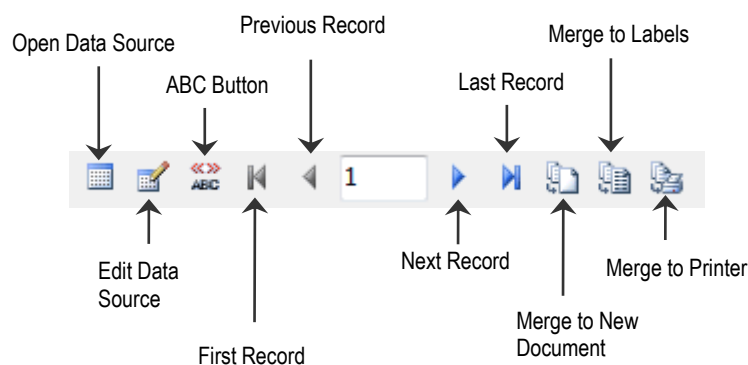 Previous Record
Open Data Source
Merge to Labels
ABC Button
Last Record
«»
ABC
1
Edit Data
Source
Next Record
Merge to Printer
Merge to New
Document
First Record